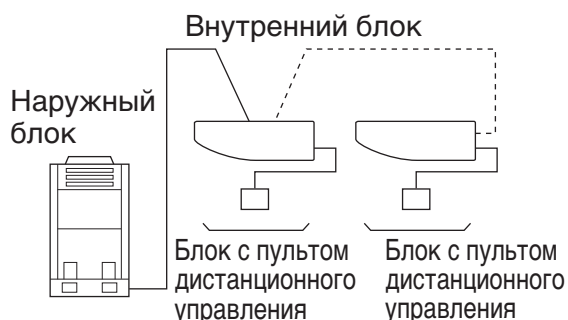 Внутренний блок
Наружный
блок
Блок с пультом
дистанционного
управления
Блок с пультом
дистанционного
управления